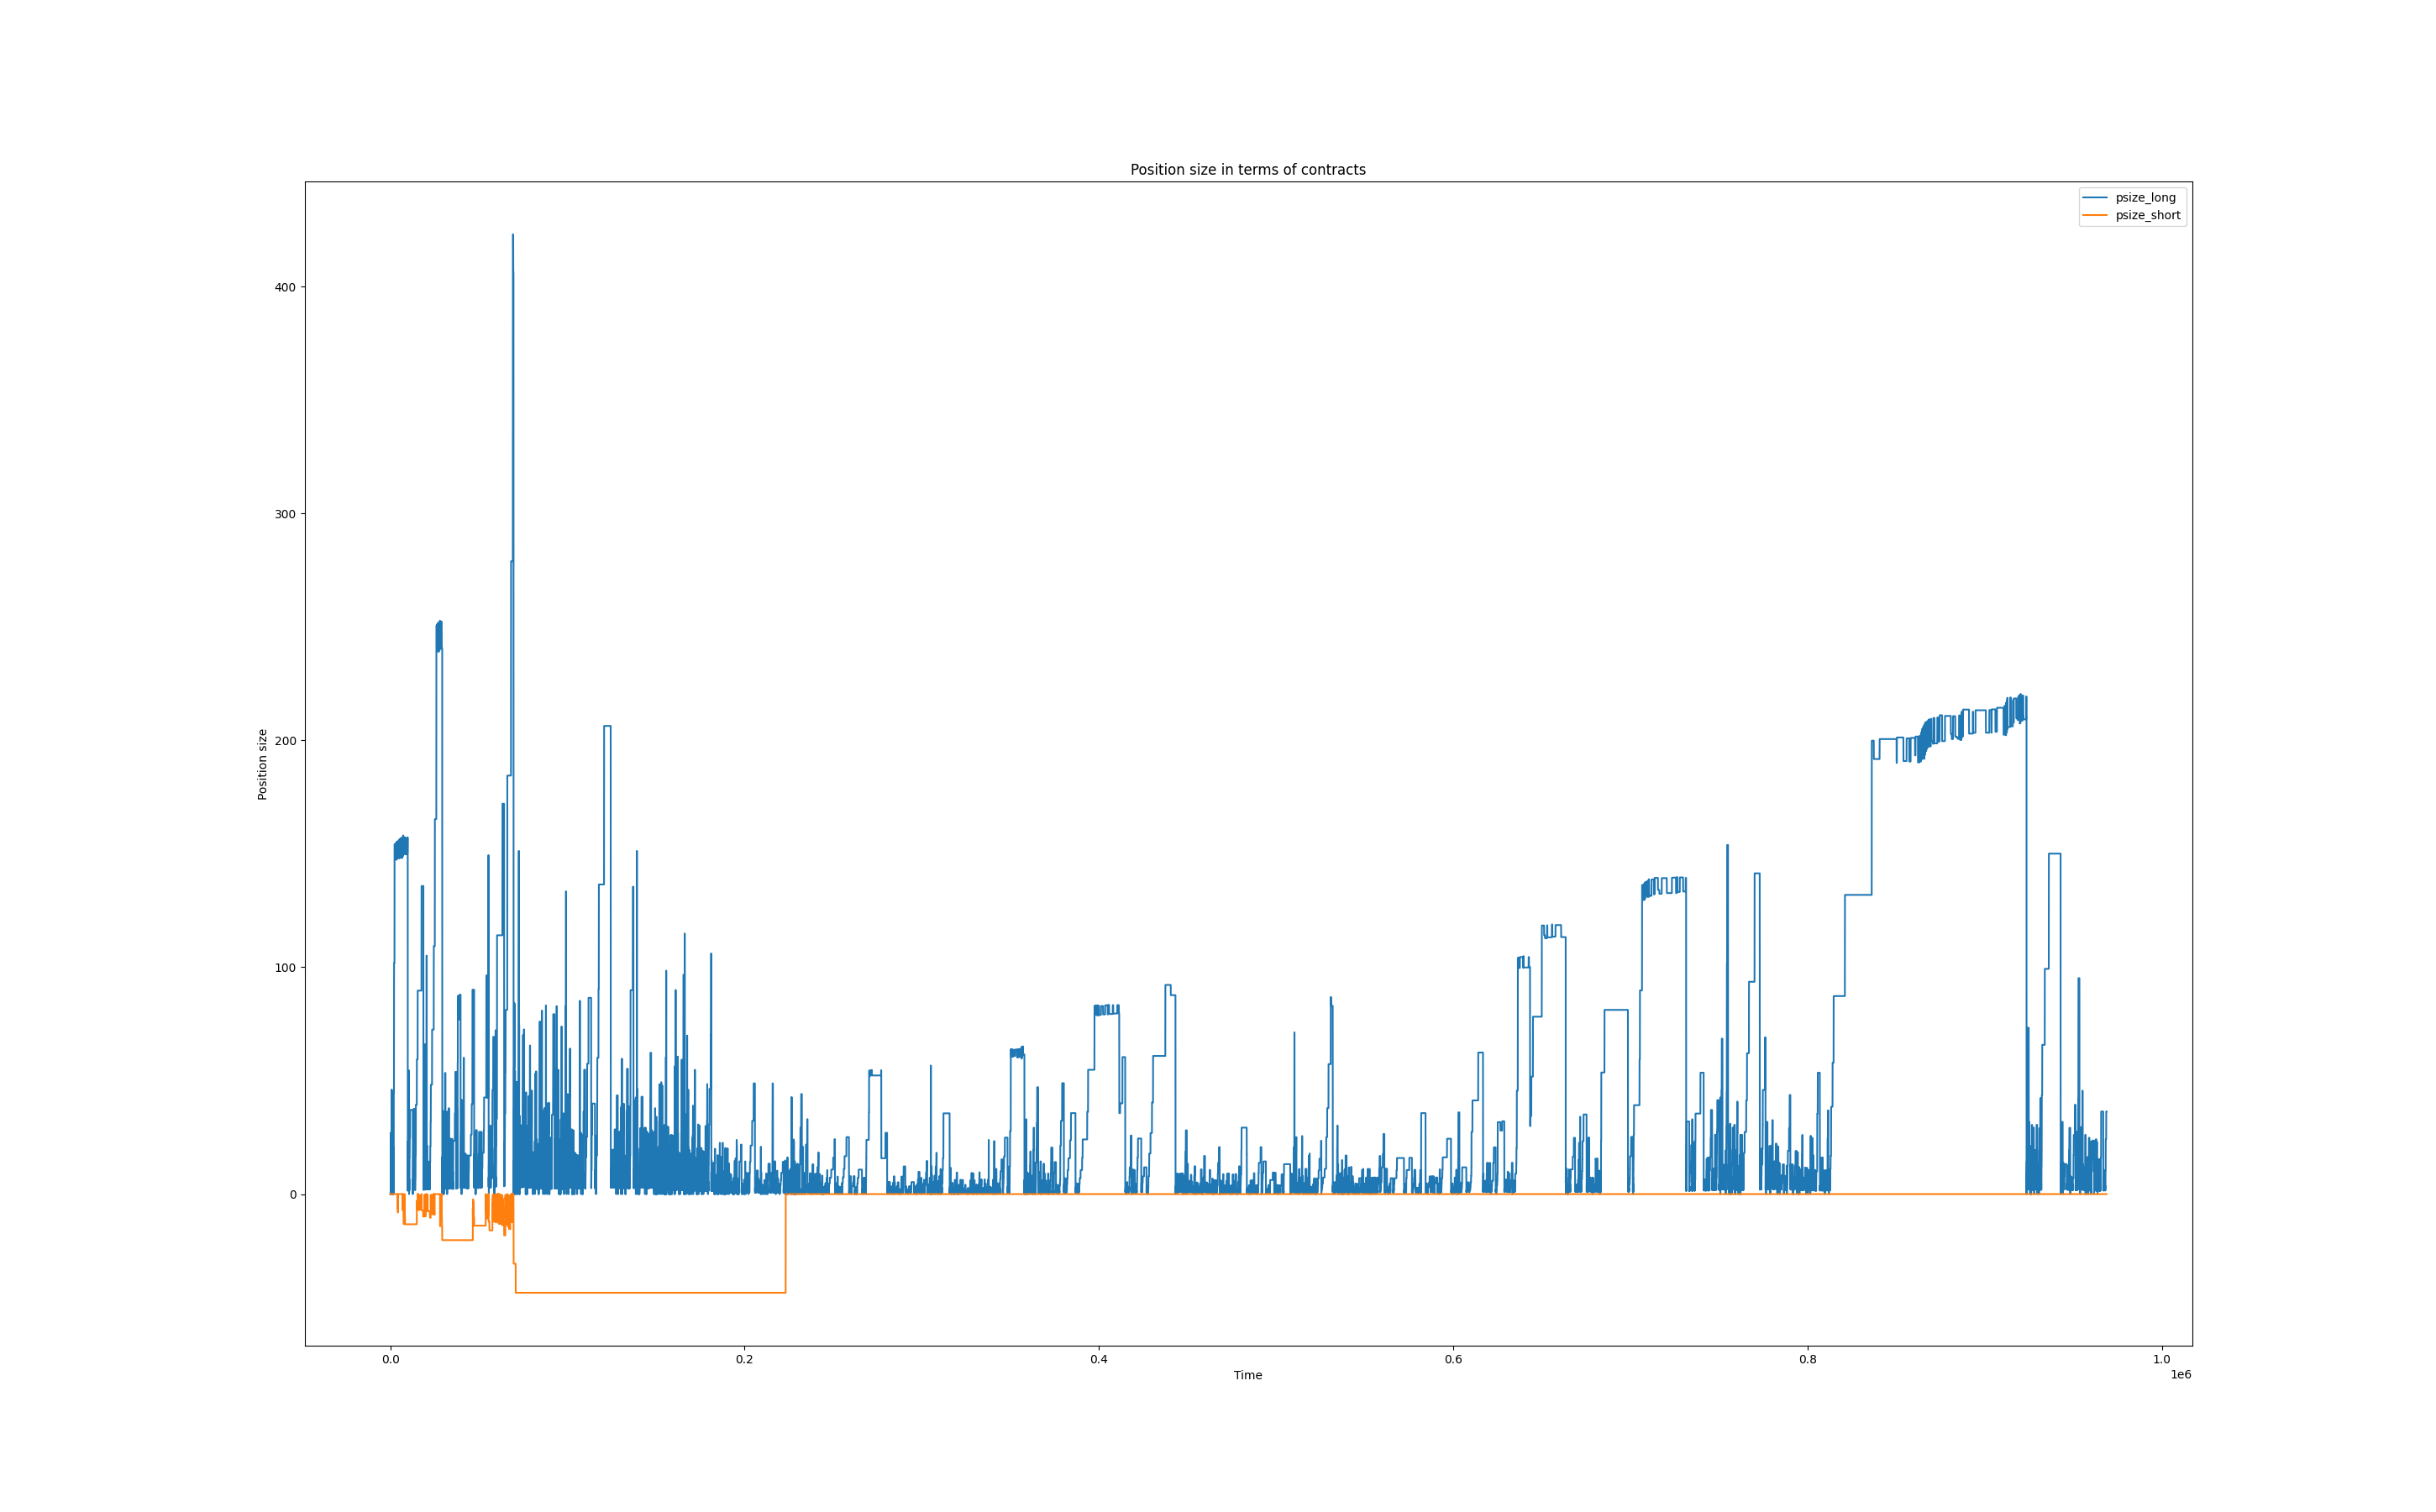 Position size in terms of contracts
psize_long
psize_short
Position size
400
300
200
100
0
0.0
0.2
0.4
0.6
0.8
1.0
Time
1e6